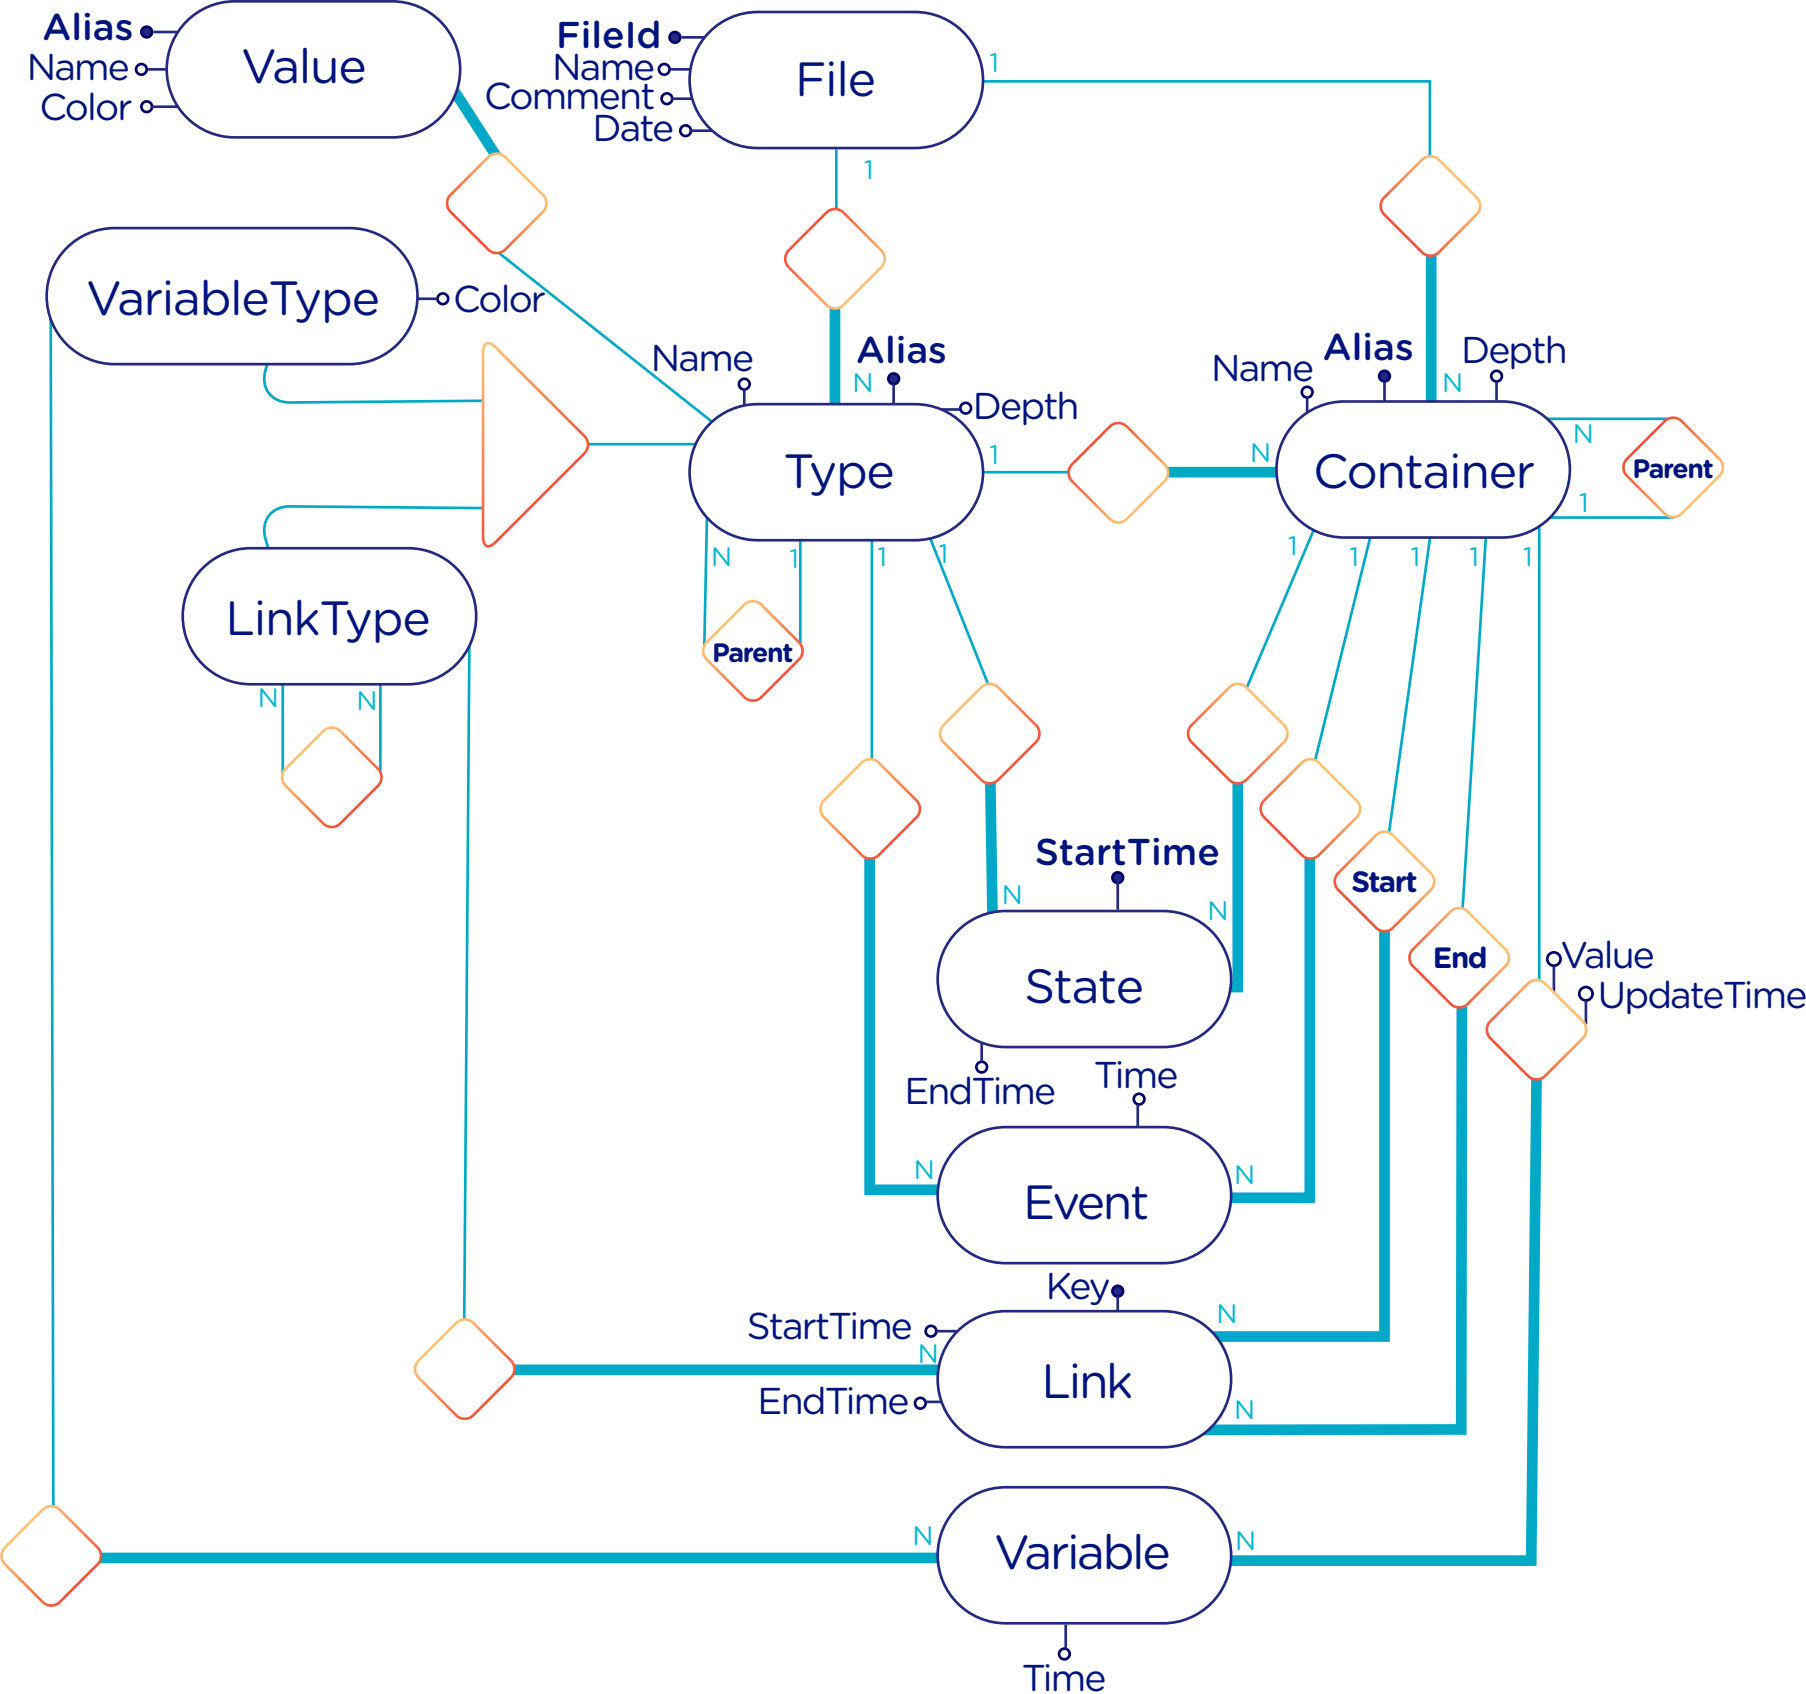 Alias
Name
Color
Value
FileId
Name
Comment
Date
File
1
1
VariableType
Color
Name
Alias
N
Depth
Type
1
N
Name
Alias
N
Depth
Container
N
Parent
1
N
1
1
1
Parent
1
1
1
1
1
LinkType
N
N
StartTime
N
N
State
EndTime
Start
End
Value
UpdateTime
Time
N
Event
N
Key
StartTime
N
EndTime
Link
N
N
N
Variable
N
Time